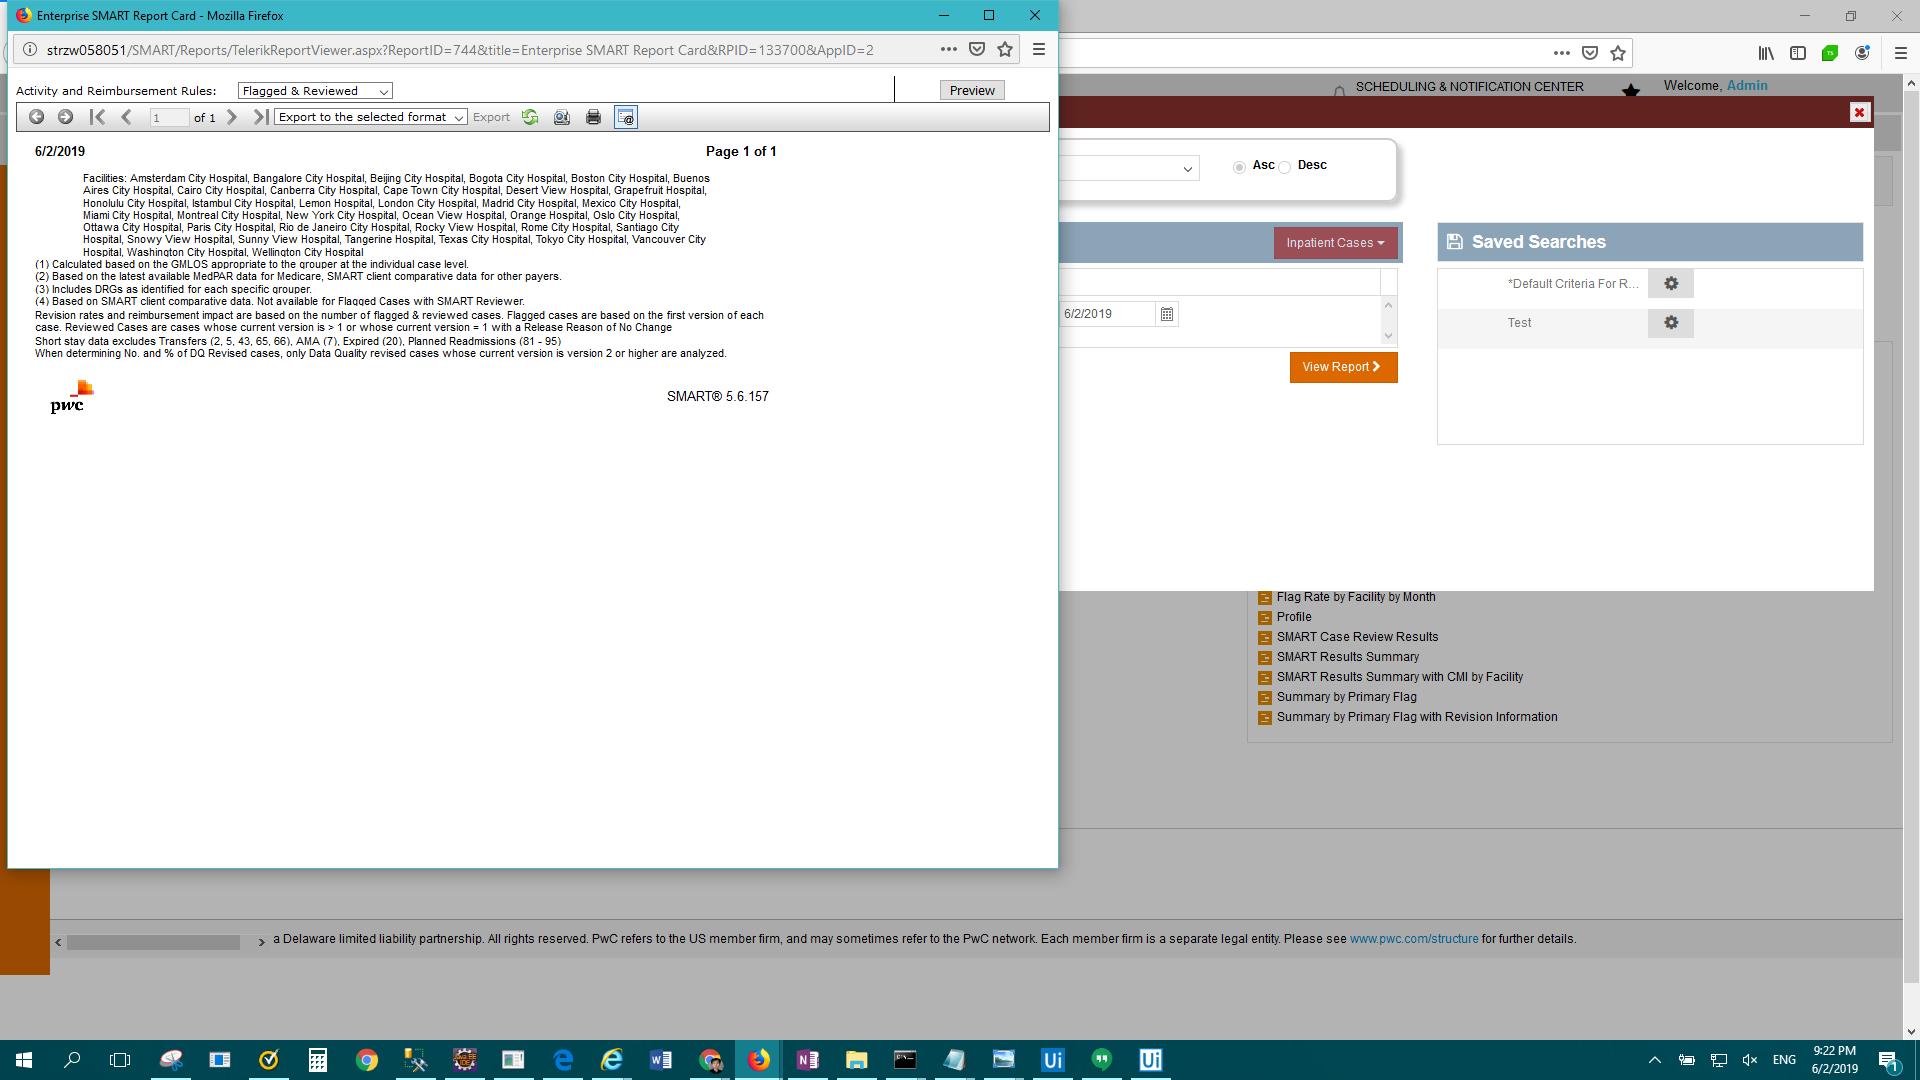 Enterprise SMART Report Card - Mozilla Firefox
strzw058051/SMART/Reports/TelerikReportViewer.aspx?ReportID=744&title=Enterprise SMART Report Card&RPID=133700&AppID=2
Activity and Reimbursement Rules: Flagged & Reviewed
Preview
1 of 1 Export to the selected format Export
6/2/2019 Page 1 of 1
Facilities: Amsterdam City Hospital, Bangalore City Hospital, Beijing City Hospital, Bogota City Hospital, Boston City Hospital, Buenos
Aires City Hospital, Cairo City Hospital, Canberra City Hospital, Cape Town City Hospital, Desert View Hospital, Grapefruit Hospital,
Honolulu City Hospital, Istambul City Hospital, Lemon Hospital, London City Hospital, Madrid City Hospital, Mexico City Hospital,
Miami City Hospital, Montreal City Hospital, New York City Hospital, Ocean View Hospital, Orange Hospital, Oslo City Hospital,
Ottawa City Hospital, Paris City Hospital, Rio de Janeiro City Hospital, Rocky View Hospital, Rome City Hospital, Santiago City
Hospital, Snowy View Hospital, Sunny View Hospital, Tangerine Hospital, Texas City Hospital, Tokyo City Hospital, Vancouver City
Hospital, Washington City Hospital, Wellington City Hospital
(1) Calculated based on the GMLOS appropriate to the grouper at the individual case level.
(2) Based on the latest available MedPAR data for Medicare, SMART client comparative data for other payers.
(3) Includes DRGs as identified for each specific grouper.
(4) Based on SMART client comparative data. Not available for Flagged Cases with SMART Reviewer.
Revision rates and reimbursement impact are based on the number of flagged & reviewed cases. Flagged cases are based on the first version of each
case. Reviewed Cases are cases whose current version is > 1 or whose current version = 1 with a Release Reason of No Change
Short stay data excludes Transfers (2, 5, 43, 65, 66), AMA (7), Expired (20), Planned Readmissions (81 - 95)
When determining No. and % of DQ Revised cases, only Data Quality revised cases whose current version is version 2 or higher are analyzed.
pwc
SMART® 5.6.157
SCHEDULING & NOTIFICATION CENTER
Welcome, Admin
Asc Desc
Inpatient Cases
6/2/2019
View Report
Saved Searches
*Default Criteria For R...
Test
Flag Rate by Facility by Month
Profile
SMART Case Review Results
SMART Results Summary
SMART Results Summary with CMI by Facility
Summary by Primary Flag
Summary by Primary Flag with Revision Information
a Delaware limited liability partnership. All rights reserved. PwC refers to the US member firm, and may sometimes refer to the PwC network. Each member firm is a separate legal entity. Please see www.pwc.com/structure for further details.
ENG
9:22 PM
6/2/2019
1